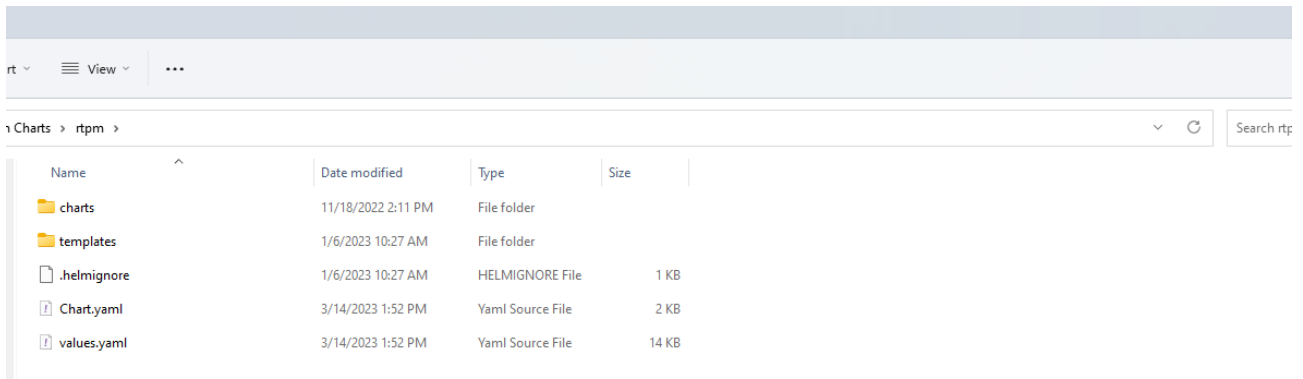 rt View ...
n Charts > rtpm >
Search rtp
Name Date modified Type Size
charts 11/18/2022 2:11 PM File folder
templates 1/6/2023 10:27 AM File folder
.helmignore 1/6/2023 10:27 AM HELMIGNORE File 1 KB
Chart.yaml 3/14/2023 1:52 PM Yaml Source File 2 KB
values.yaml 3/14/2023 1:52 PM Yaml Source File 14 KB